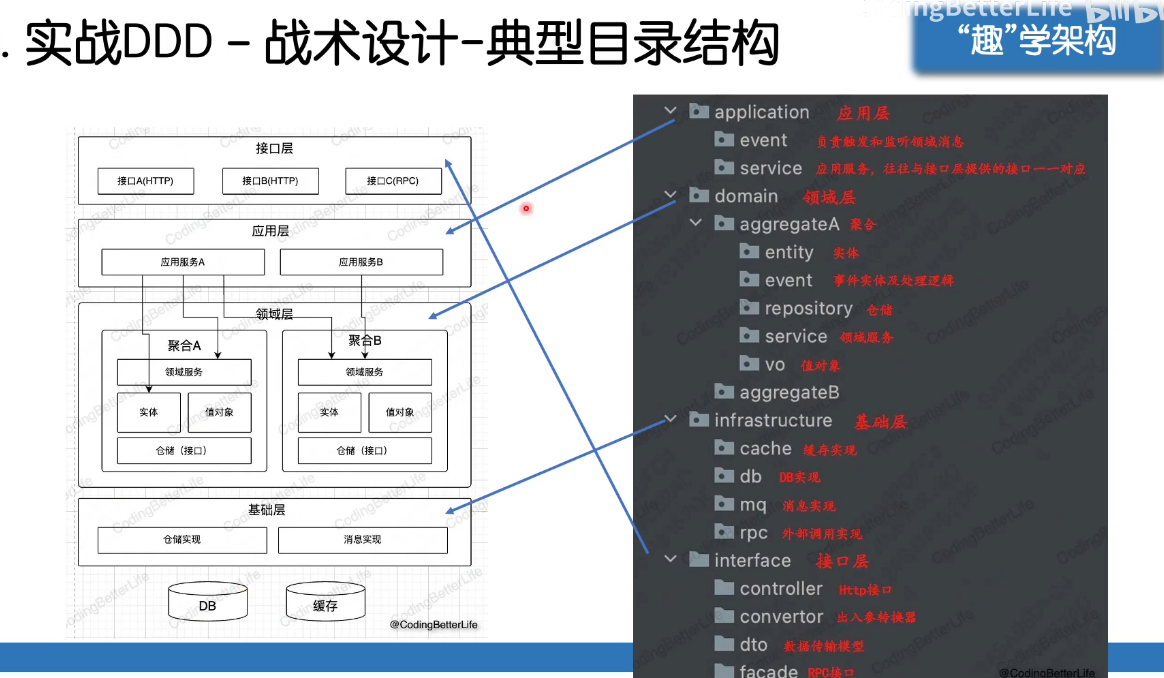 . 实战DDD – 战术设计-典型目录结构
ngBetterLife bilibili
“趣”学架构
接口层
接口A(HTTP) 接口B(HTTP) 接口C(RPC)
应用层
应用服务A 应用服务B
领域层
聚合A 聚合B
领域服务 领域服务
实体 值对象 实体 值对象
仓储（接口） 仓储（接口）
基础层
仓储实现 消息实现
DB 缓存
@CodingBetterLife
application 应用层
event 负责触发和监听领域消息
service 应用服务，往往与接口层提供的接口一一对应
domain 领域层
aggregateA 聚合
entity 实体
event 事件实体及处理逻辑
repository 仓储
service 领域服务
vo 值对象
aggregateB
infrastructure 基础层
cache 缓存实现
db DB实现
mq 消息实现
rpc 外部调用实现
interface 接口层
controller Http接口
convertor 出入参转换器
dto 数据传输模型
facade RPC接口
@CodingBetterLife